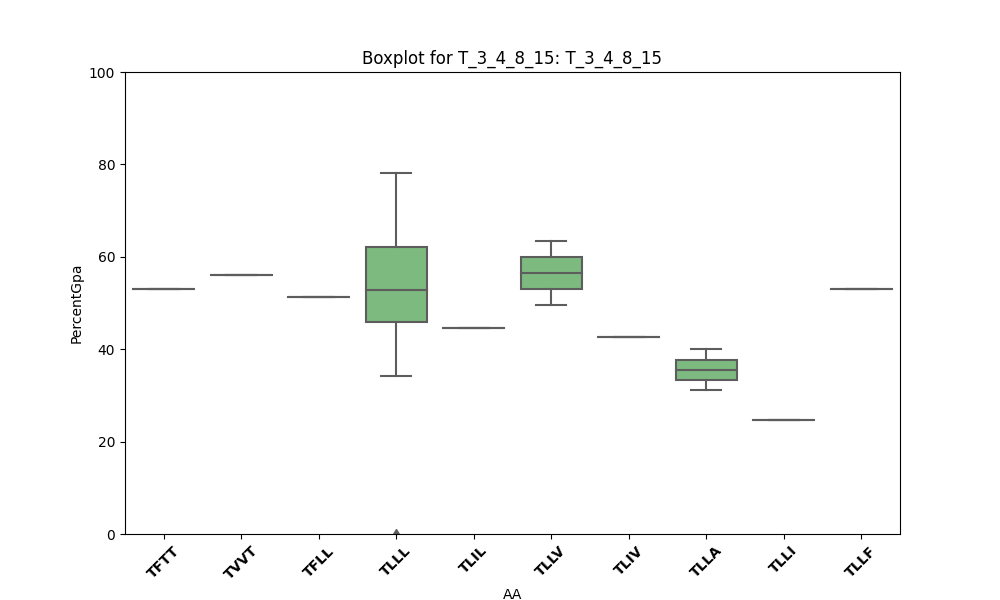 Boxplot for T_3_4_8_15: T_3_4_8_15
100
80
60
40
20
0
PercentGpa
TFTT
TVVT
TFLL
TLLL
TLIL
TLLV
TLIV
TLLA
TLLI
TLLF
AA